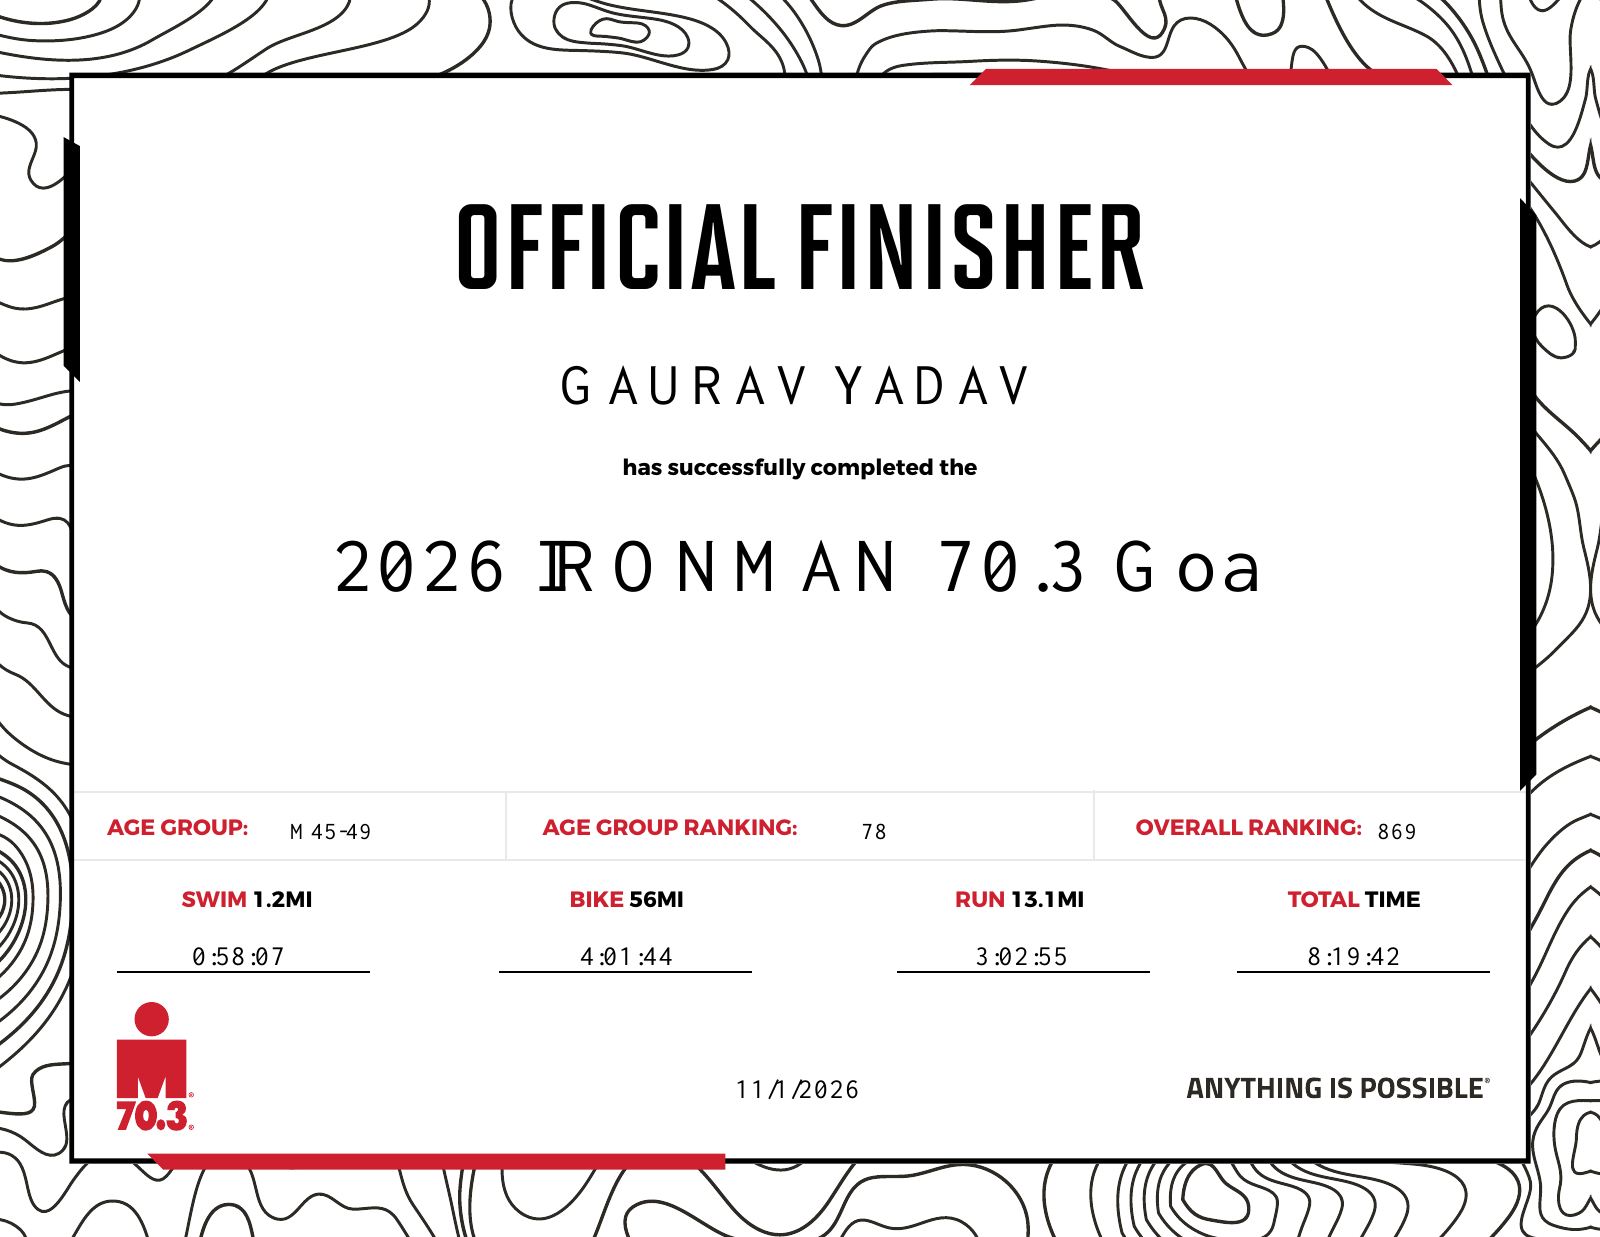 OFFICIAL FINISHER
GAURAV YADAV
has successfully completed the
2026 IRONMAN 70.3 Goa
AGE GROUP: M45-49 AGE GROUP RANKING: 78 OVERALL RANKING: 869
SWIM 1.2MI BIKE 56MI RUN 13.1MI TOTAL TIME
0:58:07 4:01:44 3:02:55 8:19:42
M®
70.3®
11/1/2026
ANYTHING IS POSSIBLE®